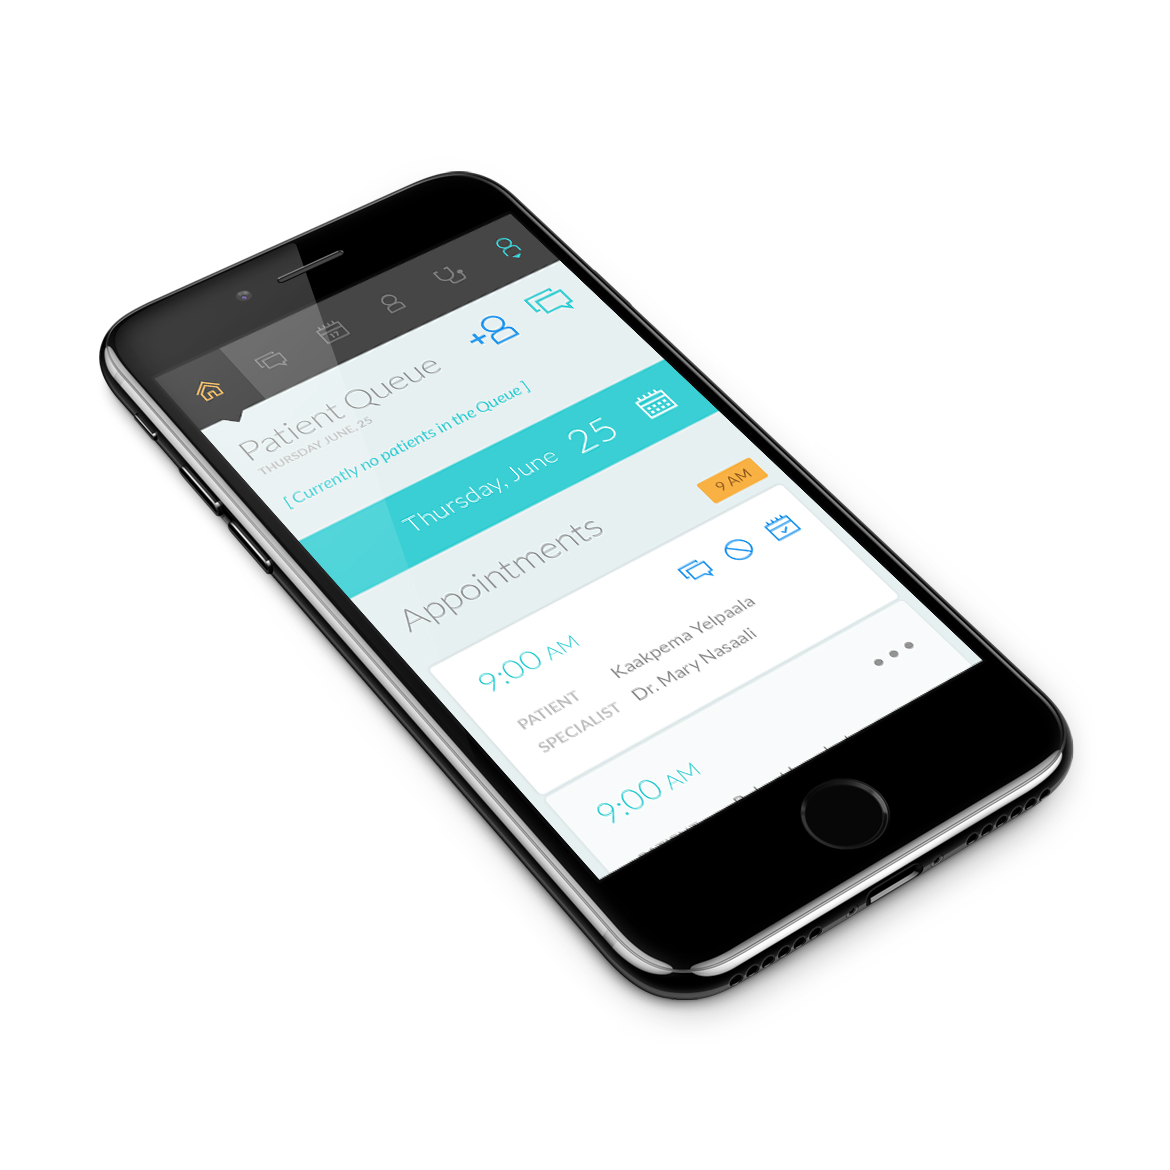 17
Patient Queue
THURSDAY JUNE, 25
[ Currently no patients in the Queue ]
Thursday, June 25
Appointments
9 AM
9:00 AM
PATIENT Kaakpema Yelpaala
SPECIALIST Dr. Mary Nasaali
9:00 AM